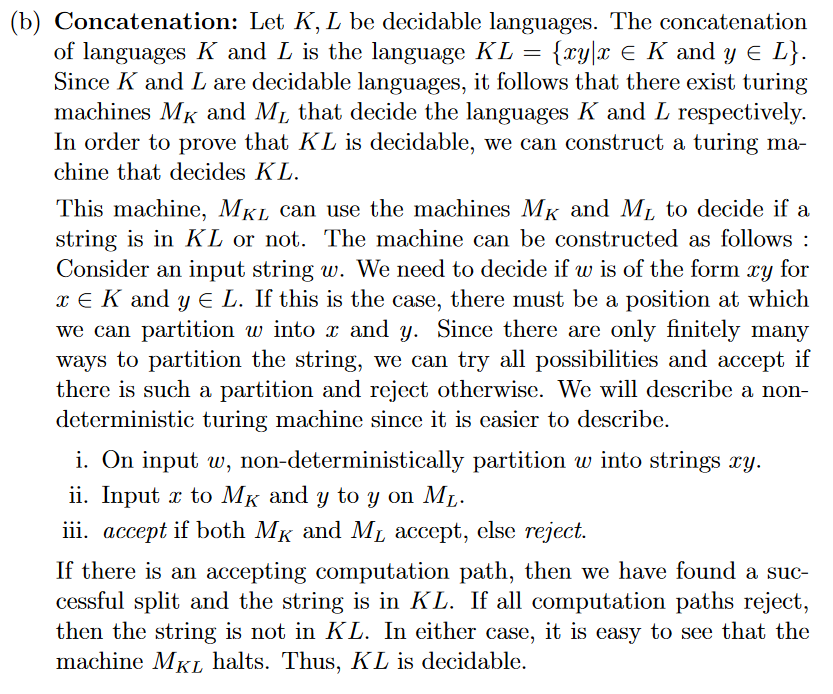 (b) Concatenation: Let K, L be decidable languages. The concatenation
of languages K and L is the language KL = {xy|x ∈ K and y ∈ L}.
Since K and L are decidable languages, it follows that there exist turing
machines M_K and M_L that decide the languages K and L respectively.
In order to prove that KL is decidable, we can construct a turing ma-
chine that decides KL.
This machine, M_{KL} can use the machines M_K and M_L to decide if a
string is in KL or not. The machine can be constructed as follows :
Consider an input string w. We need to decide if w is of the form xy for
x ∈ K and y ∈ L. If this is the case, there must be a position at which
we can partition w into x and y. Since there are only finitely many
ways to partition the string, we can try all possibilities and accept if
there is such a partition and reject otherwise. We will describe a non-
deterministic turing machine since it is easier to describe.
i. On input w, non-deterministically partition w into strings xy.
ii. Input x to M_K and y to y on M_L.
iii. accept if both M_K and M_L accept, else reject.
If there is an accepting computation path, then we have found a suc-
cessful split and the string is in KL. If all computation paths reject,
then the string is not in KL. In either case, it is easy to see that the
machine M_{KL} halts. Thus, KL is decidable.